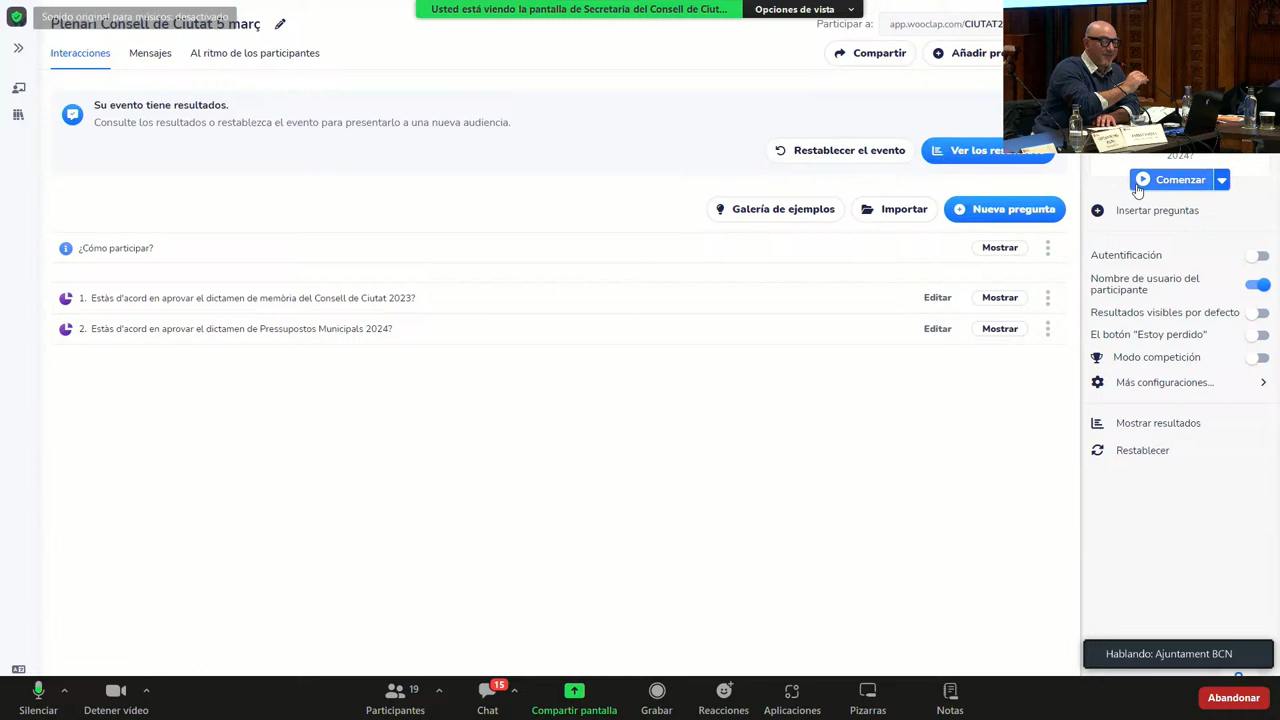 Sonido original para músicos: desactivado
Usted está viendo la pantalla de Secretaria del Consell de Ciut...
Opciones de vista
Plenari Consell de Ciutat 5 març
Participar a:
app.wooclap.com/CIUTAT2
Interacciones
Mensajes
Al ritmo de los participantes
Compartir
Añadir
Su evento tiene resultados.
Consulte los resultados o restablezca el evento para presentarlo a una nueva audiencia.
Restablecer el evento
Ver los
2024?
Comenzar
Insertar preguntas
Galería de ejemplos
Importar
Nueva pregunta
¿Cómo participar?
Mostrar
1. Estàs d'acord en aprovar el dictamen de memòria del Consell de Ciutat 2023?
Editar
Mostrar
2. Estàs d'acord en aprovar el dictamen de Pressupostos Municipals 2024?
Editar
Mostrar
Autentificación
Nombre de usuario del
participante
Resultados visibles por defecto
El botón "Estoy perdido"
Modo competición
Más configuraciones...
Mostrar resultados
Restablecer
Hablando: Ajuntament BCN
Silenciar
Detener vídeo
19
Participantes
15
Chat
Compartir pantalla
Grabar
Reacciones
Aplicaciones
Pizarras
Notas
Abandonar